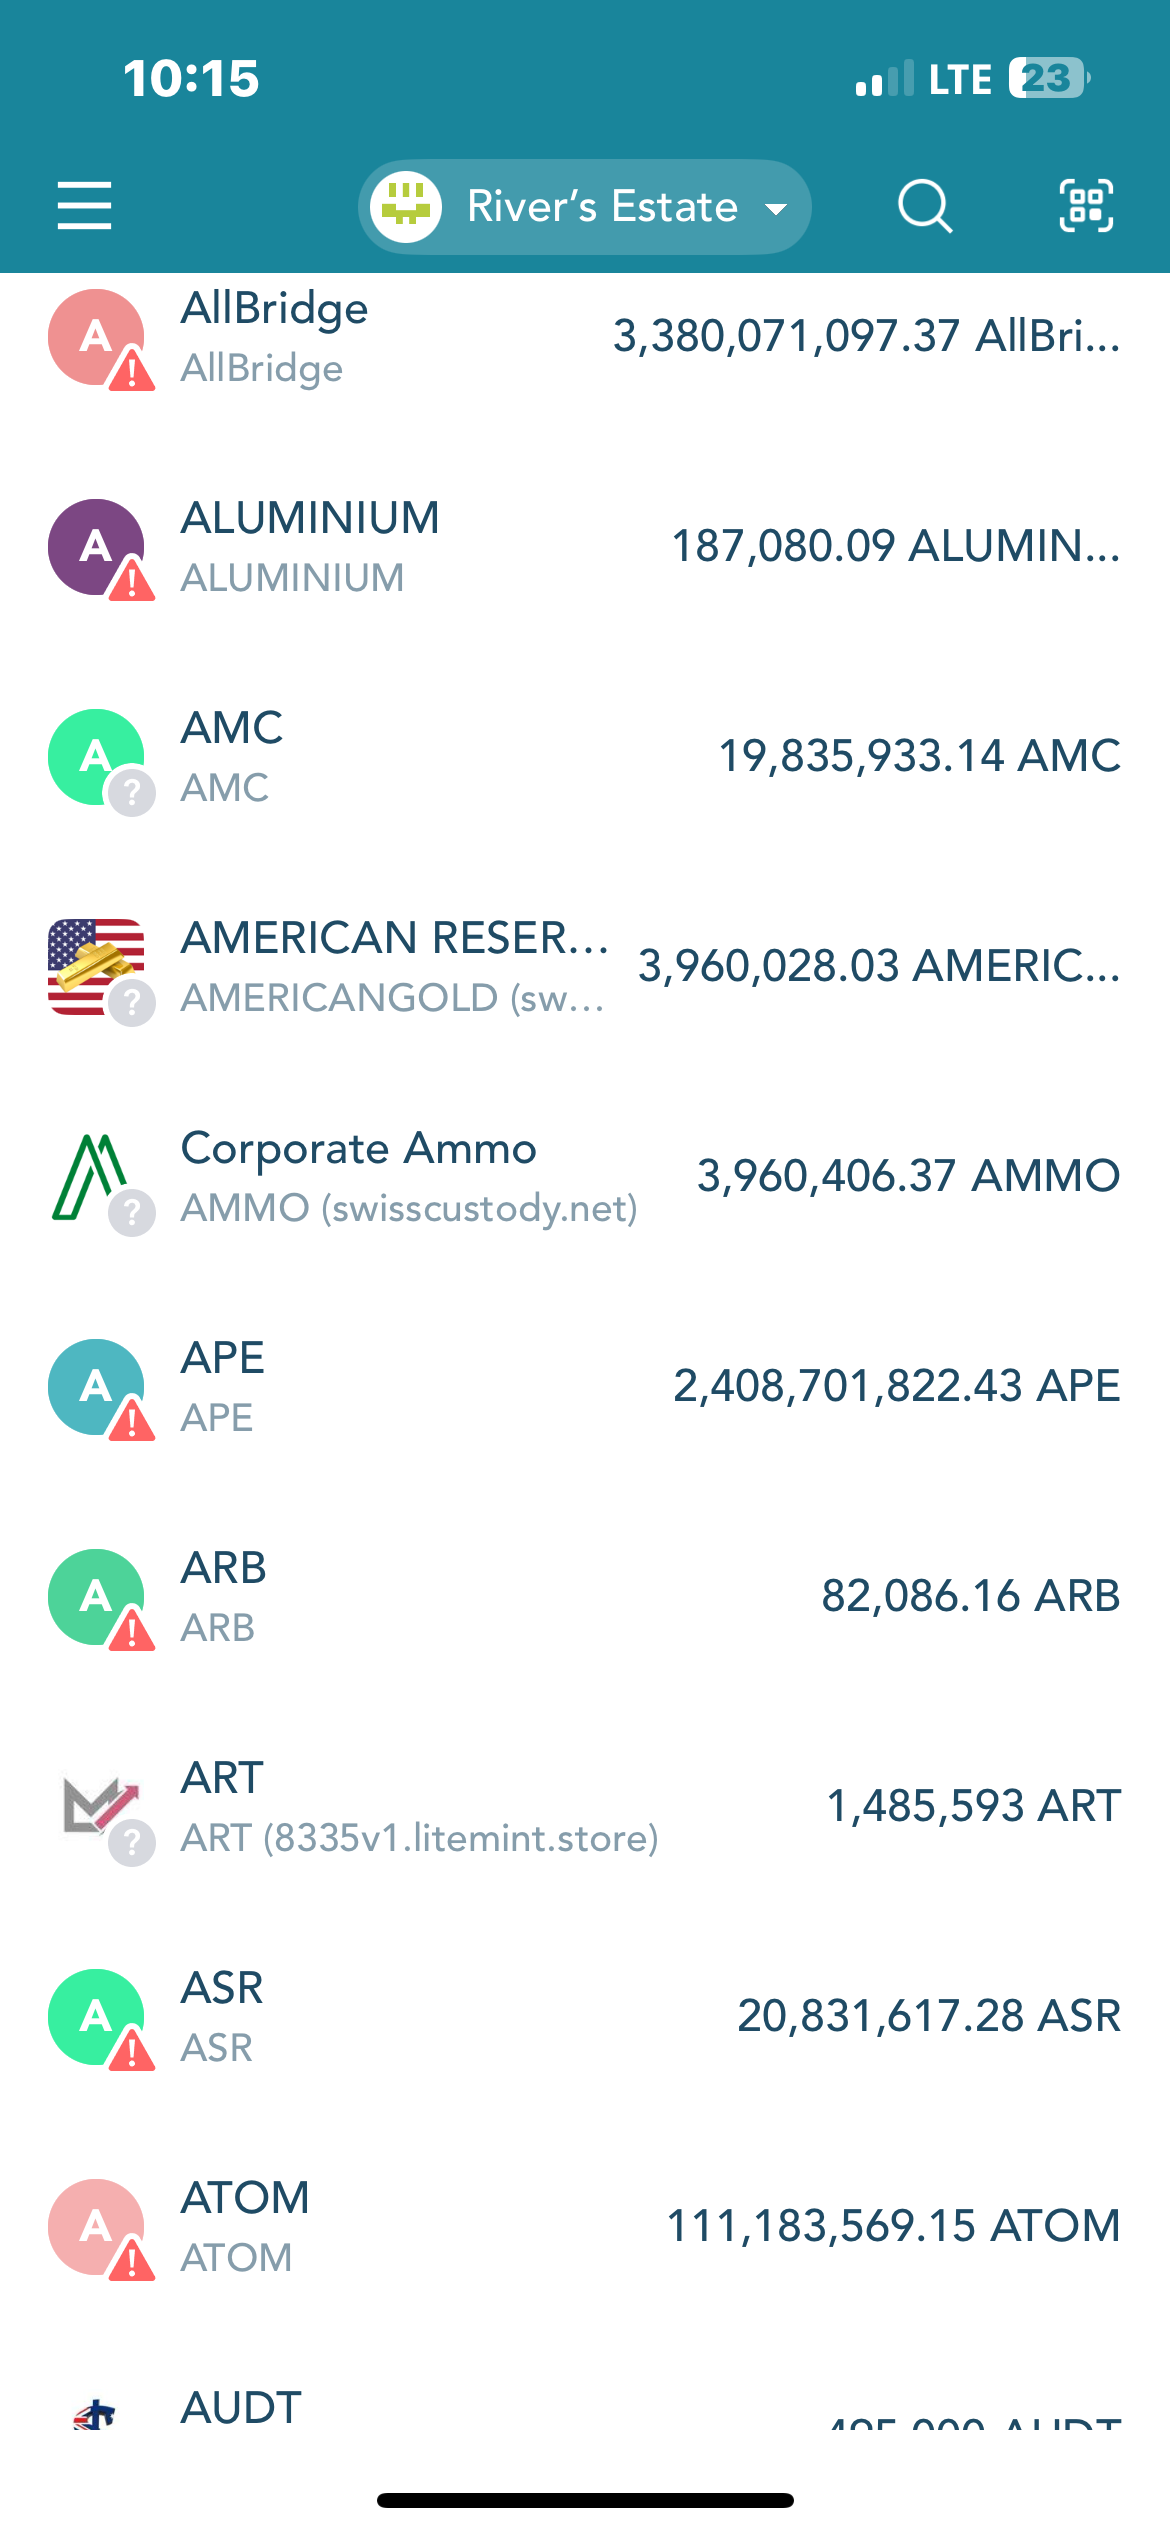 10:15
LTE 23
River’s Estate
AllBridge
AllBridge
3,380,071,097.37 AllBri...
A
ALUMINIUM
ALUMINIUM
187,080.09 ALUMIN...
A
AMC
AMC
19,835,933.14 AMC
A
?
AMERICAN RESER...
AMERICANGOLD (sw...
3,960,028.03 AMERIC...
?
Corporate Ammo
AMMO (swisscustody.net)
3,960,406.37 AMMO
?
APE
APE
2,408,701,822.43 APE
A
ARB
ARB
82,086.16 ARB
A
ART
ART (8335v1.litemint.store)
1,485,593 ART
?
ASR
ASR
20,831,617.28 ASR
A
ATOM
ATOM
111,183,569.15 ATOM
A
AUDT